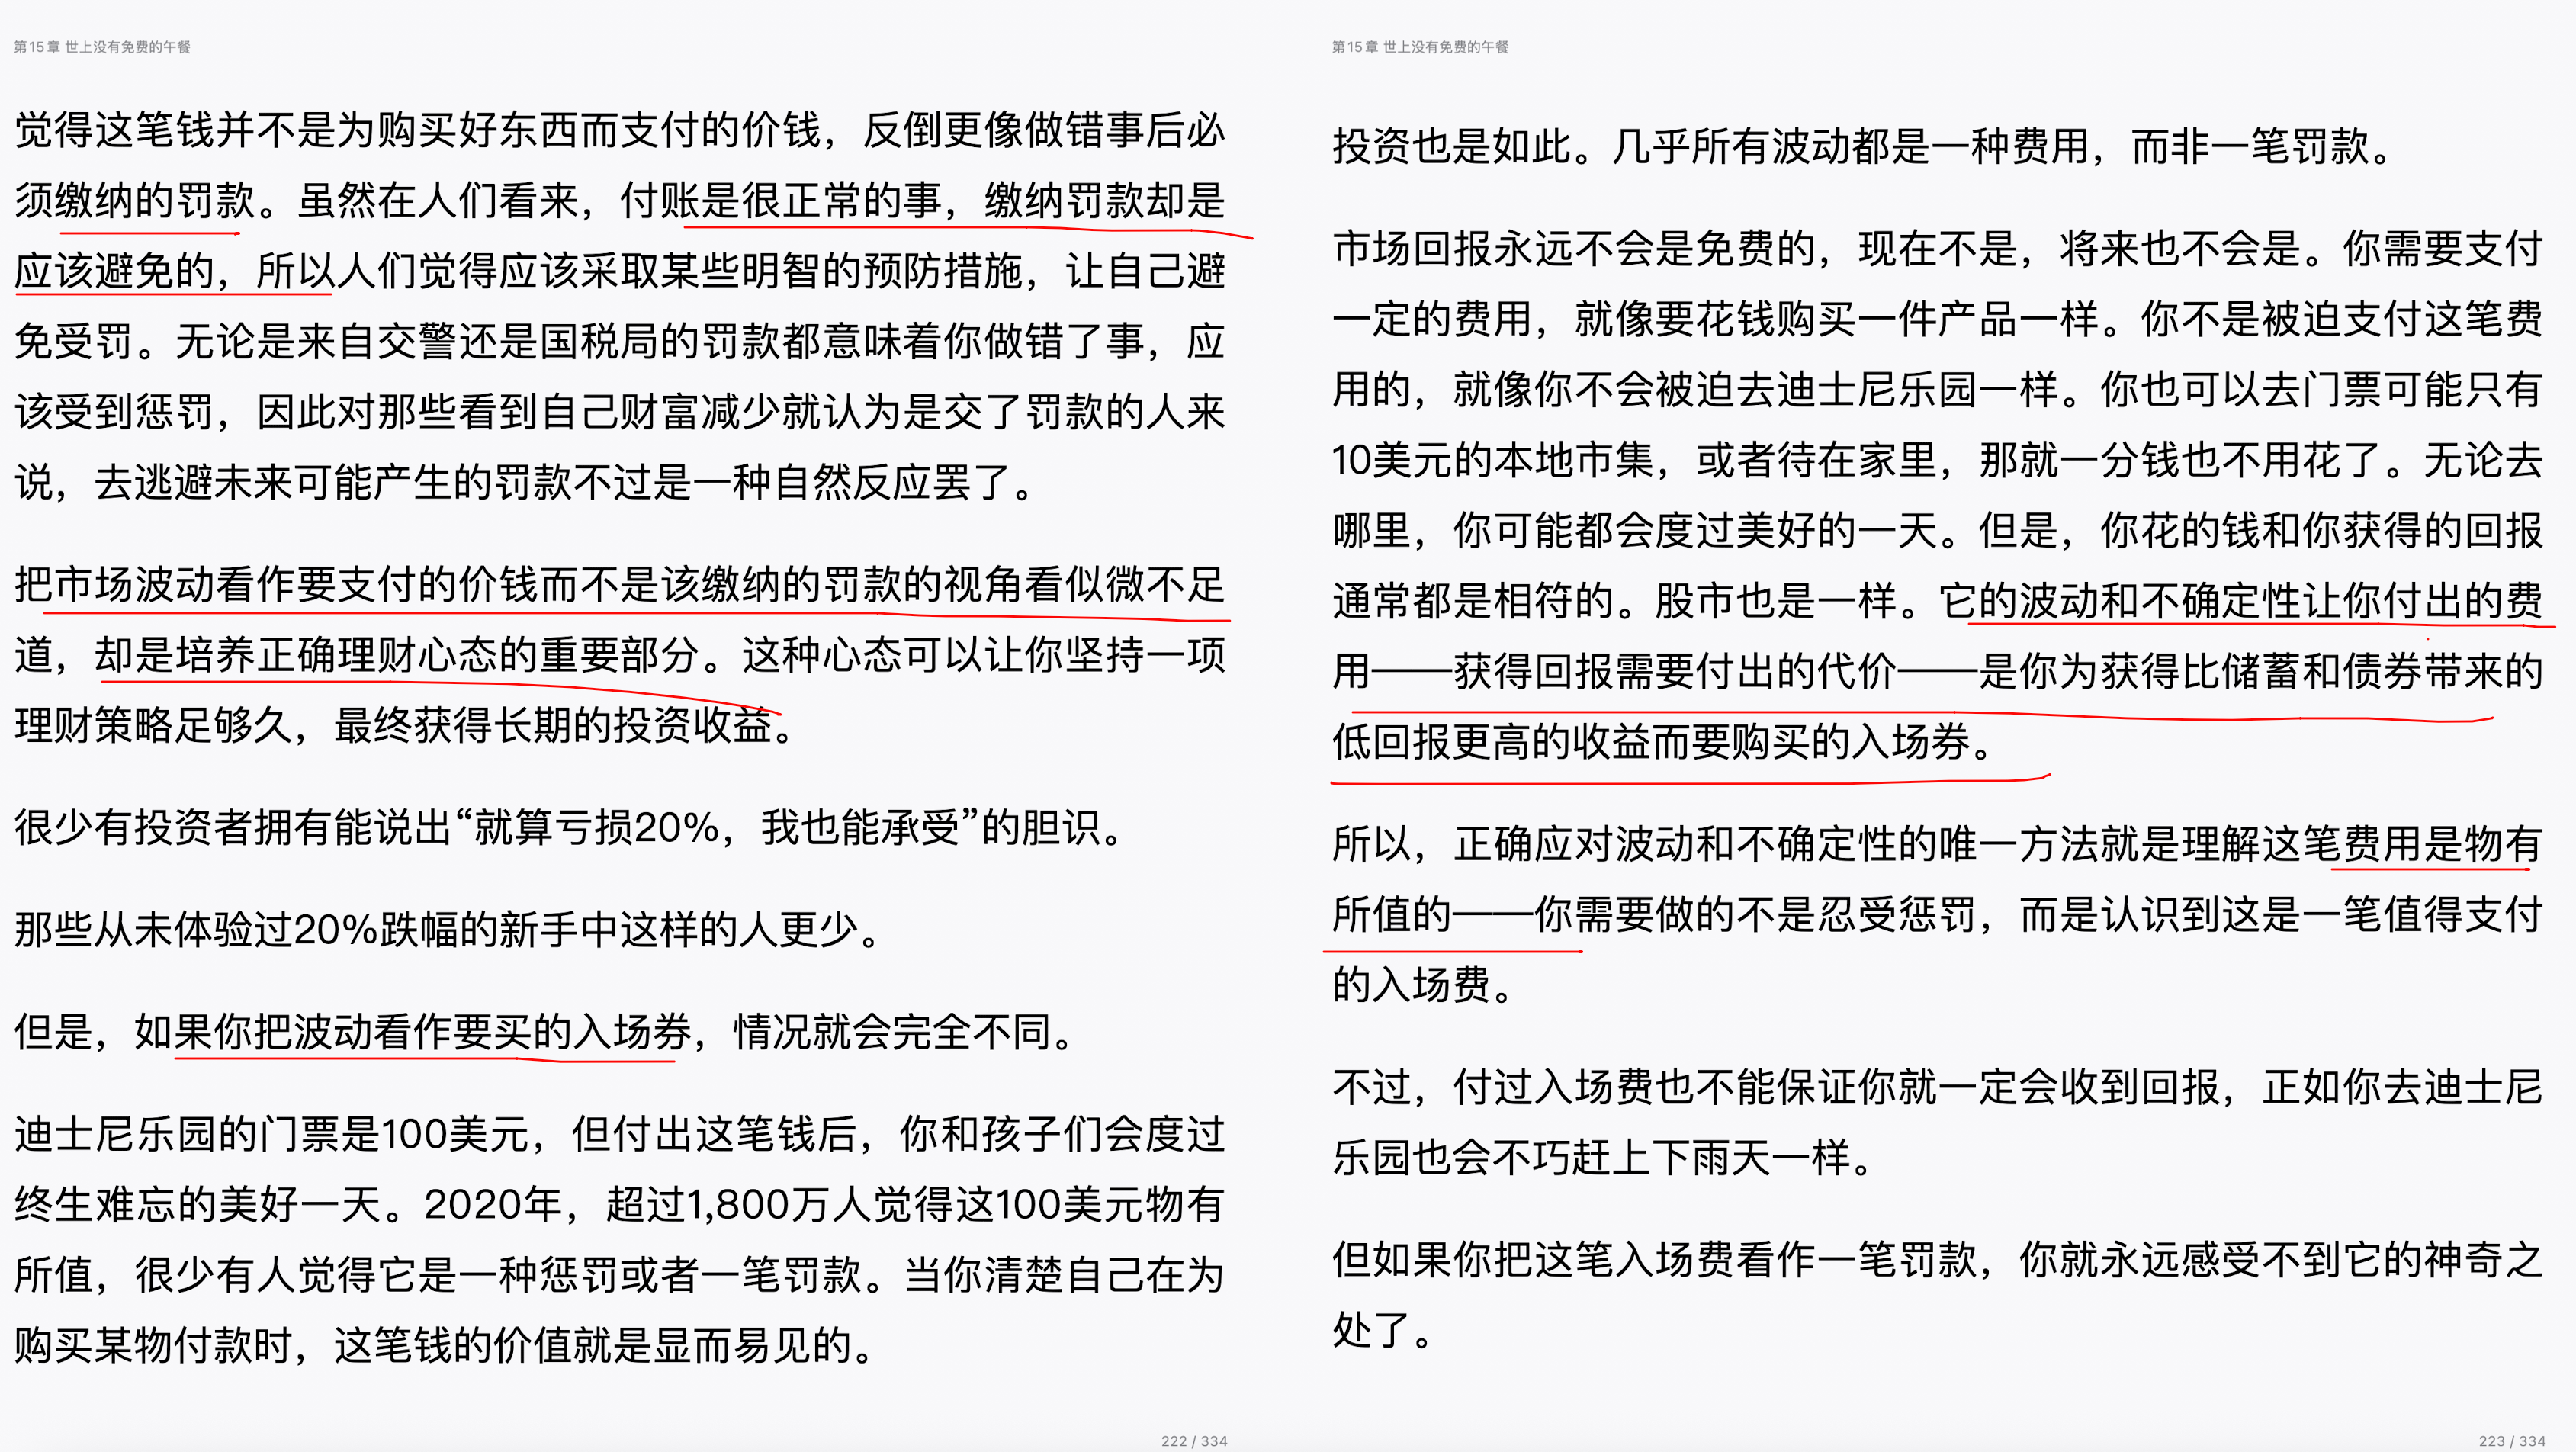 第15章 世上没有免费的午餐
觉得这笔钱并不是为购买好东西而支付的价钱，反倒更像做错事后必
须缴纳的罚款。虽然在人们看来，付账是很正常的事，缴纳罚款却是
应该避免的，所以人们觉得应该采取某些明智的预防措施，让自己避
免受罚。无论是来自交警还是国税局的罚款都意味着你做错了事，应
该受到惩罚，因此对那些看到自己财富减少就认为是交了罚款的人来
说，去逃避未来可能产生的罚款不过是一种自然反应罢了。
把市场波动看作要支付的价钱而不是该缴纳的罚款的视角看似微不足
道，却是培养正确理财心态的重要部分。这种心态可以让你坚持一项
理财策略足够久，最终获得长期的投资收益。
很少有投资者拥有能说出“就算亏损20%，我也能承受”的胆识。
那些从未体验过20%跌幅的新手中这样的人更少。
但是，如果你把波动看作要买的入场券，情况就会完全不同。
迪士尼乐园的门票是100美元，但付出这笔钱后，你和孩子们会度过
终生难忘的美好一天。2020年，超过1,800万人觉得这100美元物有
所值，很少有人觉得它是一种惩罚或者一笔罚款。当你清楚自己在为
购买某物付款时，这笔钱的价值就是显而易见的。
222 / 334
第15章 世上没有免费的午餐
投资也是如此。几乎所有波动都是一种费用，而非一笔罚款。
市场回报永远不会是免费的，现在不是，将来也不会是。你需要支付
一定的费用，就像要花钱购买一件产品一样。你不是被迫支付这笔费
用的，就像你不会被迫去迪士尼乐园一样。你也可以去门票可能只有
10美元的本地市集，或者待在家里，那就一分钱也不用花了。无论去
哪里，你可能都会度过美好的一天。但是，你花的钱和你获得的回报
通常都是相符的。股市也是一样。它的波动和不确定性让你付出的费
用——获得回报需要付出的代价——是你为获得比储蓄和债券带来的
低回报更高的收益而要购买的入场券。
所以，正确应对波动和不确定性的唯一方法就是理解这笔费用是物有
所值的——你需要做的不是忍受惩罚，而是认识到这是一笔值得支付
的入场费。
不过，付过入场费也不能保证你就一定会收到回报，正如你去迪士尼
乐园也会不巧赶上下雨天一样。
但如果你把这笔入场费看作一笔罚款，你就永远感受不到它的神奇之
处了。
223 / 334